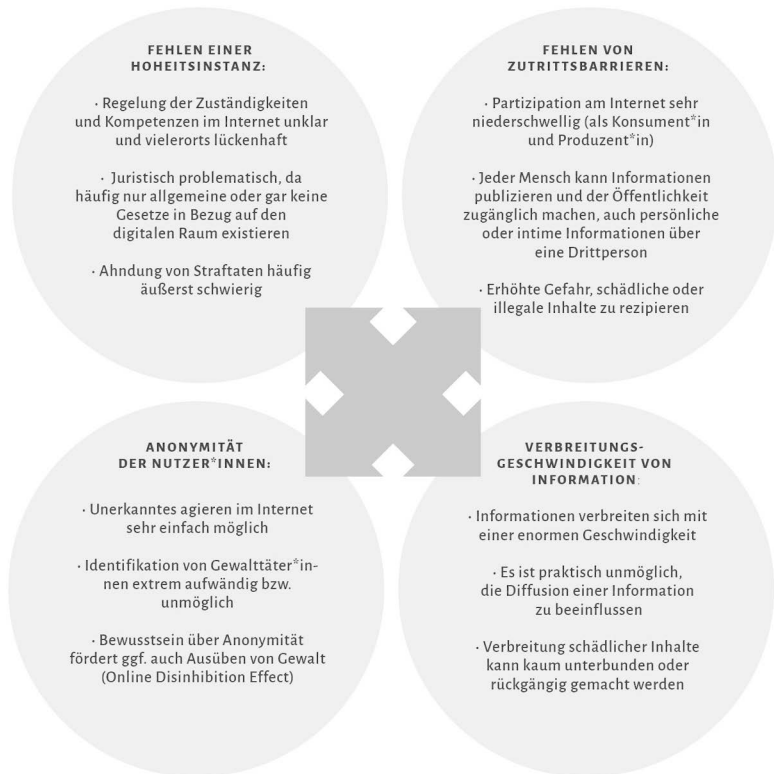 FEHLEN EINER
HOHEITSINSTANZ:
· Regelung der Zuständigkeiten
und Kompetenzen im Internet unklar
und vielerorts lückenhaft
· Juristisch problematisch, da
häufig nur allgemeine oder gar keine
Gesetze in Bezug auf den
digitalen Raum existieren
· Ahndung von Straftaten häufig
äußerst schwierig
FEHLEN VON
ZUTRITTSBARRIEREN:
· Partizipation am Internet sehr
niederschwellig (als Konsument*in
und Produzent*in)
· Jeder Mensch kann Informationen
publizieren und der Öffentlichkeit
zugänglich machen, auch persönliche
oder intime Informationen über
eine Drittperson
· Erhöhte Gefahr, schädliche oder
illegale Inhalte zu rezipieren
ANONYMITÄT
DER NUTZER*INNEN:
· Unerkanntes agieren im Internet
sehr einfach möglich
· Identifikation von Gewalttäter*in-
nen extrem aufwändig bzw.
unmöglich
· Bewusstsein über Anonymität
fördert ggf. auch Ausüben von Gewalt
(Online Disinhibition Effect)
VERBREITUNGS-
GESCHWINDIGKEIT VON
INFORMATION:
· Informationen verbreiten sich mit
einer enormen Geschwindigkeit
· Es ist praktisch unmöglich,
die Diffusion einer Information
zu beeinflussen
· Verbreitung schädlicher Inhalte
kann kaum unterbunden oder
rückgängig gemacht werden